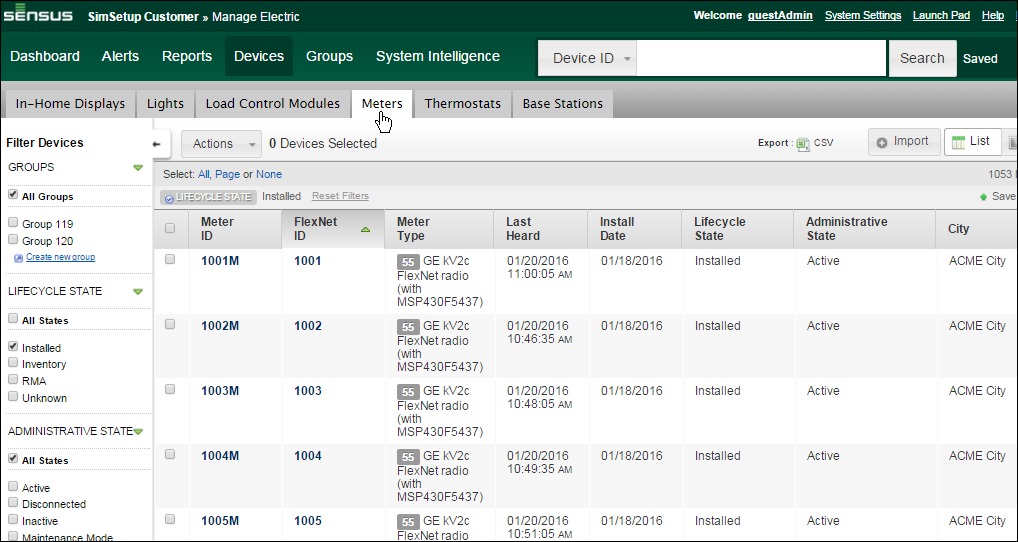 SENSUS SimSetup Customer » Manage Electric Welcome guestAdmin System Settings Launch Pad Help
Dashboard Alerts Reports Devices Groups System Intelligence Device ID Search Saved
In-Home Displays Lights Load Control Modules Meters Thermostats Base Stations
Filter Devices
GROUPS
All Groups
Group 119
Group 120
Create new group
LIFECYCLE STATE
All States
Installed
Inventory
RMA
Unknown
ADMINISTRATIVE STATE
All States
Active
Disconnected
Inactive
Maintenance Mode
Actions 0 Devices Selected Export : CSV Import List
Select: All, Page or None 1053
LIFECYCLE STATE Installed Reset Filters Save
Meter ID FlexNet ID Meter Type Last Heard Install Date Lifecycle State Administrative State City
1001M 1001 55 GE kV2c 01/20/2016 01/18/2016 Installed Active ACME City
FlexNet radio 11:00:05 AM
(with
MSP430F5437)
1002M 1002 55 GE kV2c 01/20/2016 01/18/2016 Installed Active ACME City
FlexNet radio 10:46:35 AM
(with
MSP430F5437)
1003M 1003 55 GE kV2c 01/20/2016 01/18/2016 Installed Active ACME City
FlexNet radio 10:48:05 AM
(with
MSP430F5437)
1004M 1004 55 GE kV2c 01/20/2016 01/18/2016 Installed Active ACME City
FlexNet radio 10:49:35 AM
(with
MSP430F5437)
1005M 1005 55 GE kV2c 01/20/2016 01/18/2016 Installed Active ACME City
FlexNet radio 10:51:05 AM